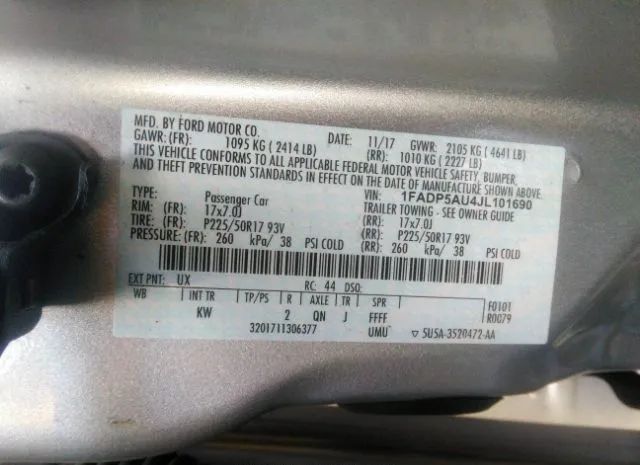 MFD. BY FORD MOTOR CO.
DATE: 11/17 GVWR: 2105 KG ( 4641 LB)
GAWR: (FR): 1095 KG ( 2414 LB) (RR): 1010 KG ( 2227 LB)
THIS VEHICLE CONFORMS TO ALL APPLICABLE FEDERAL MOTOR VEHICLE SAFETY, BUMPER,
AND THEFT PREVENTION STANDARDS IN EFFECT ON THE DATE OF MANUFACTURE SHOWN ABOVE.
VIN: 1FADP5AU4JL101690
TYPE: Passenger Car TRAILER TOWING - SEE OWNER GUIDE
RIM: (FR): 17x7.0J (RR): 17x7.0J
TIRE: (FR): P225/50R17 93V (RR): P225/50R17 93V
PRESSURE: (FR): 260 kPa/ 38 PSI COLD (RR): 260 kPa/ 38 PSI COLD
EXT PNT: UX RC: 44 DSO:
WB INT TR TP/PS R AXLE TR SPR F0101
KW 2 QN J FFFF R0079
3201711306377 UMU ▽ 5U5A-3520472-AA